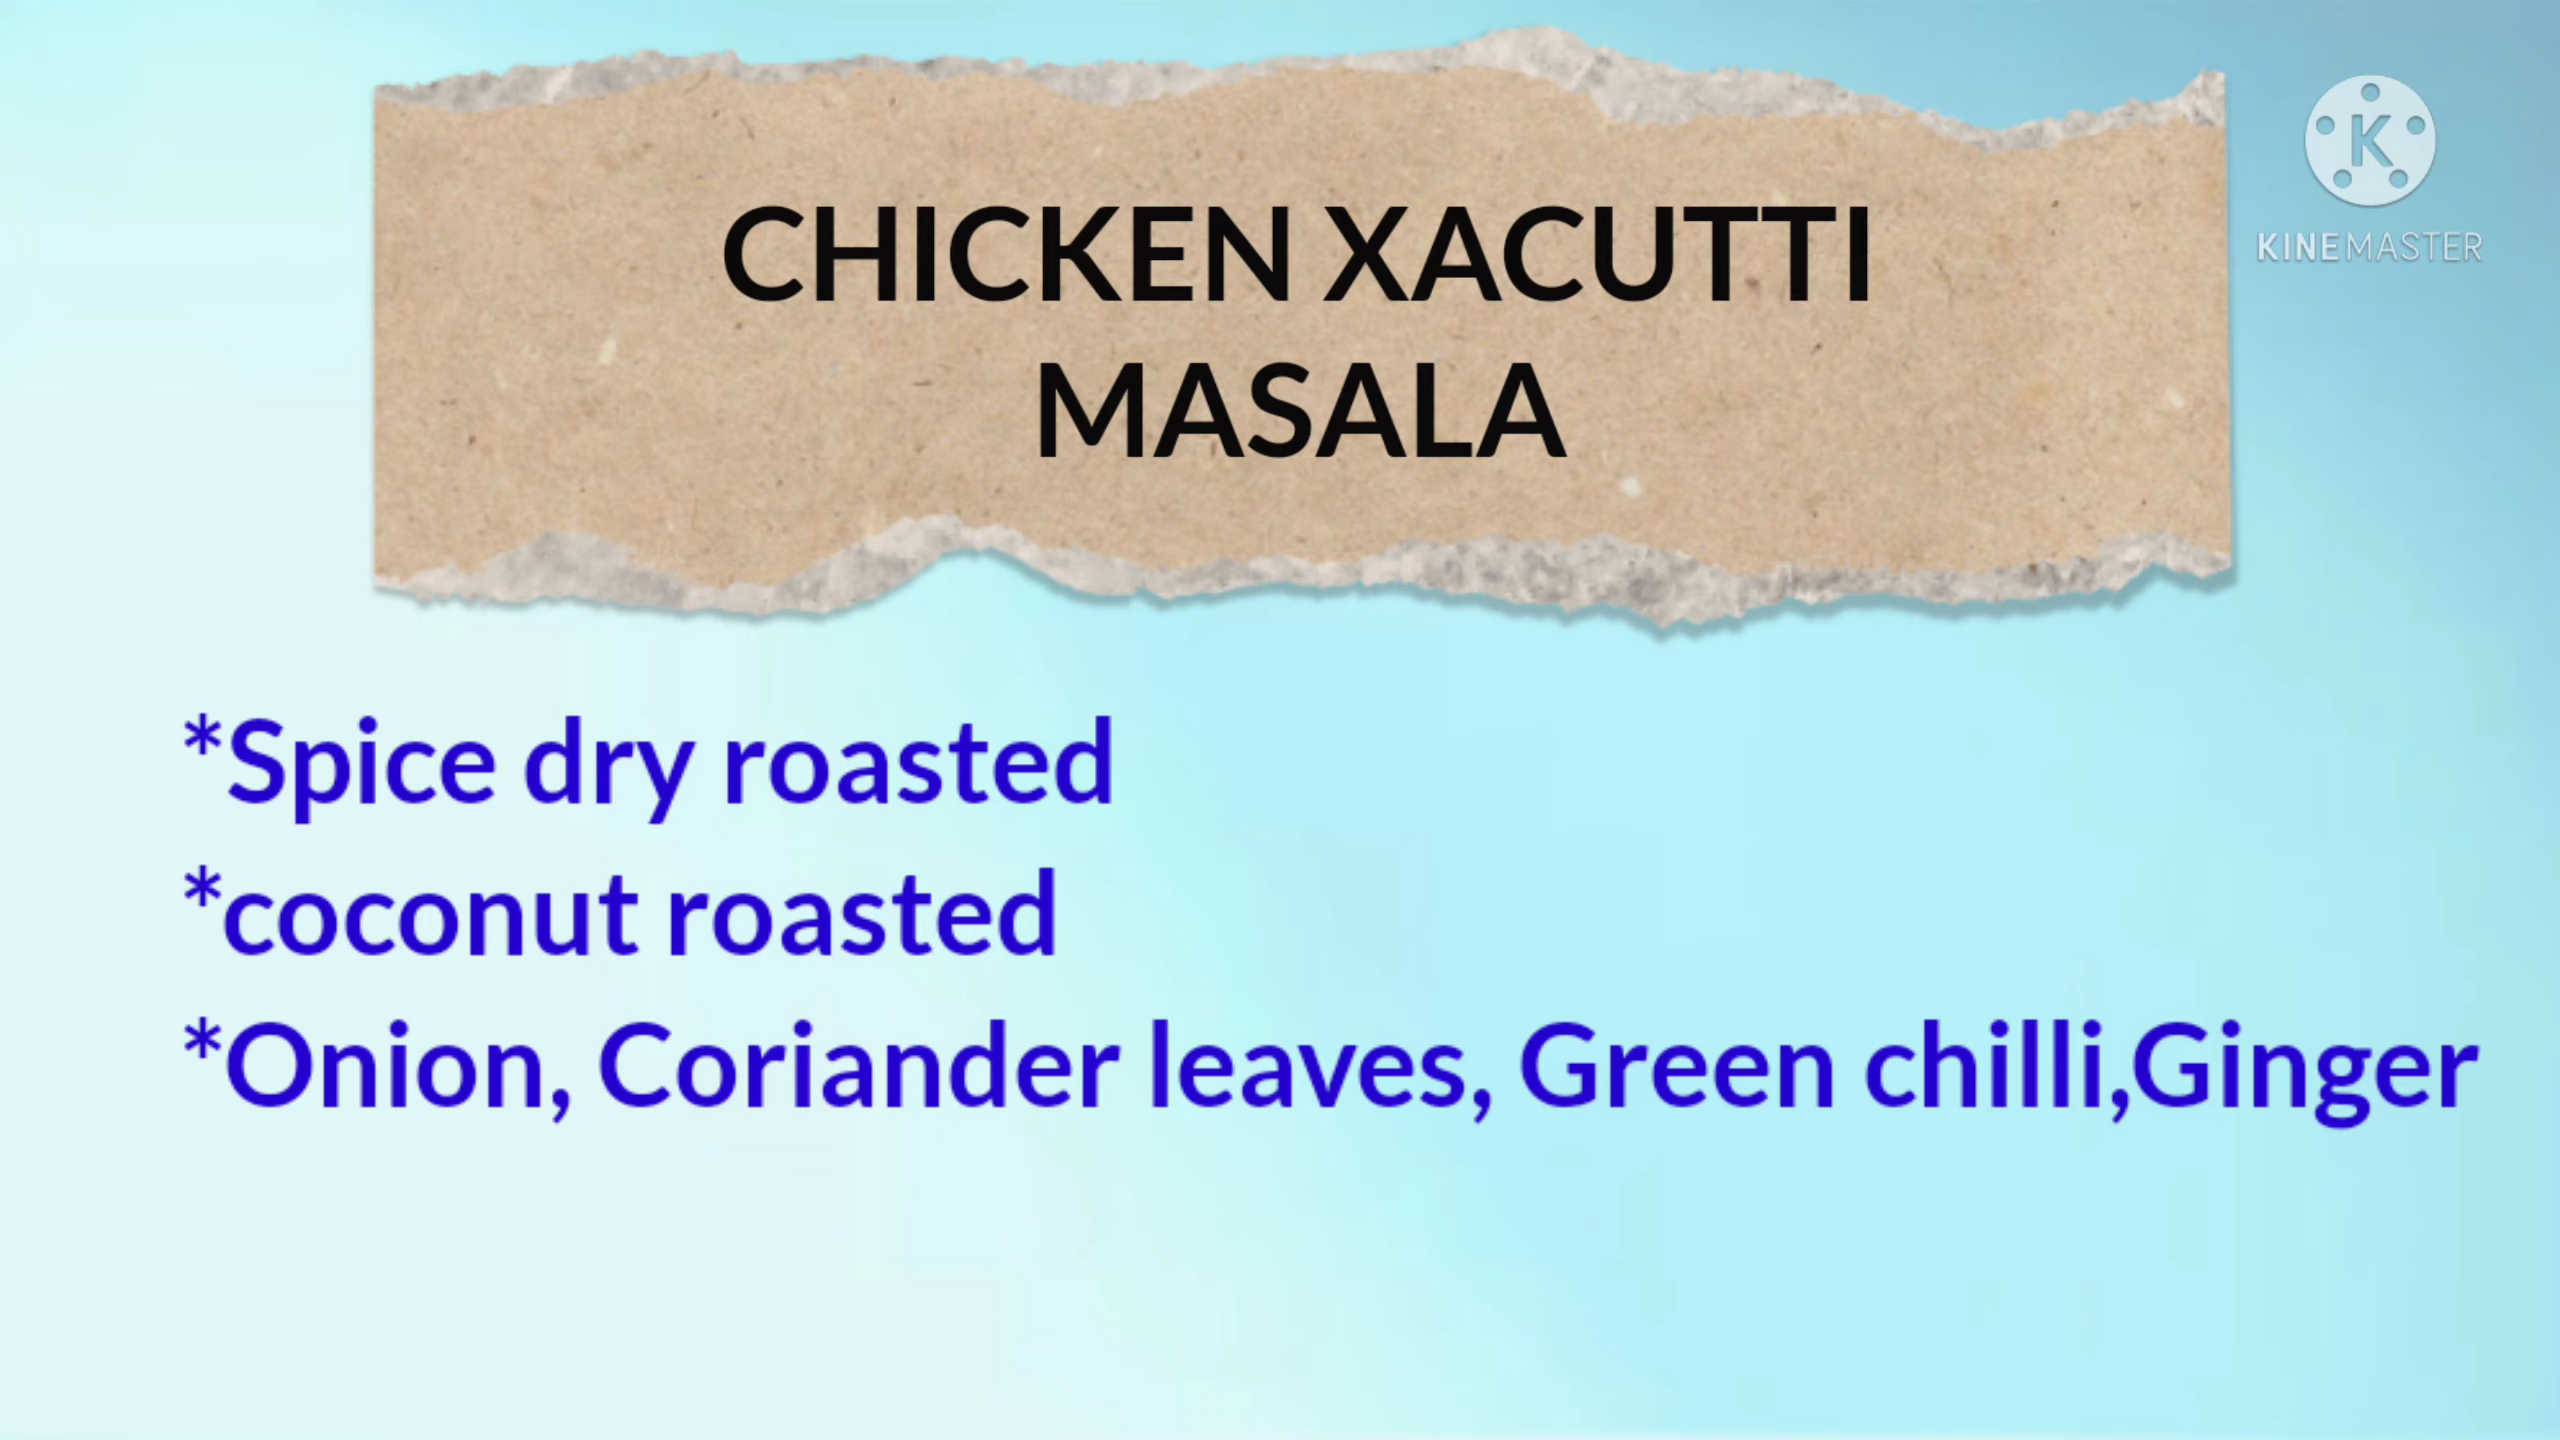 CHICKEN XACUTTI
MASALA
KINEMASTER
*Spice dry roasted
*coconut roasted
*Onion, Coriander leaves, Green chilli,Ginger